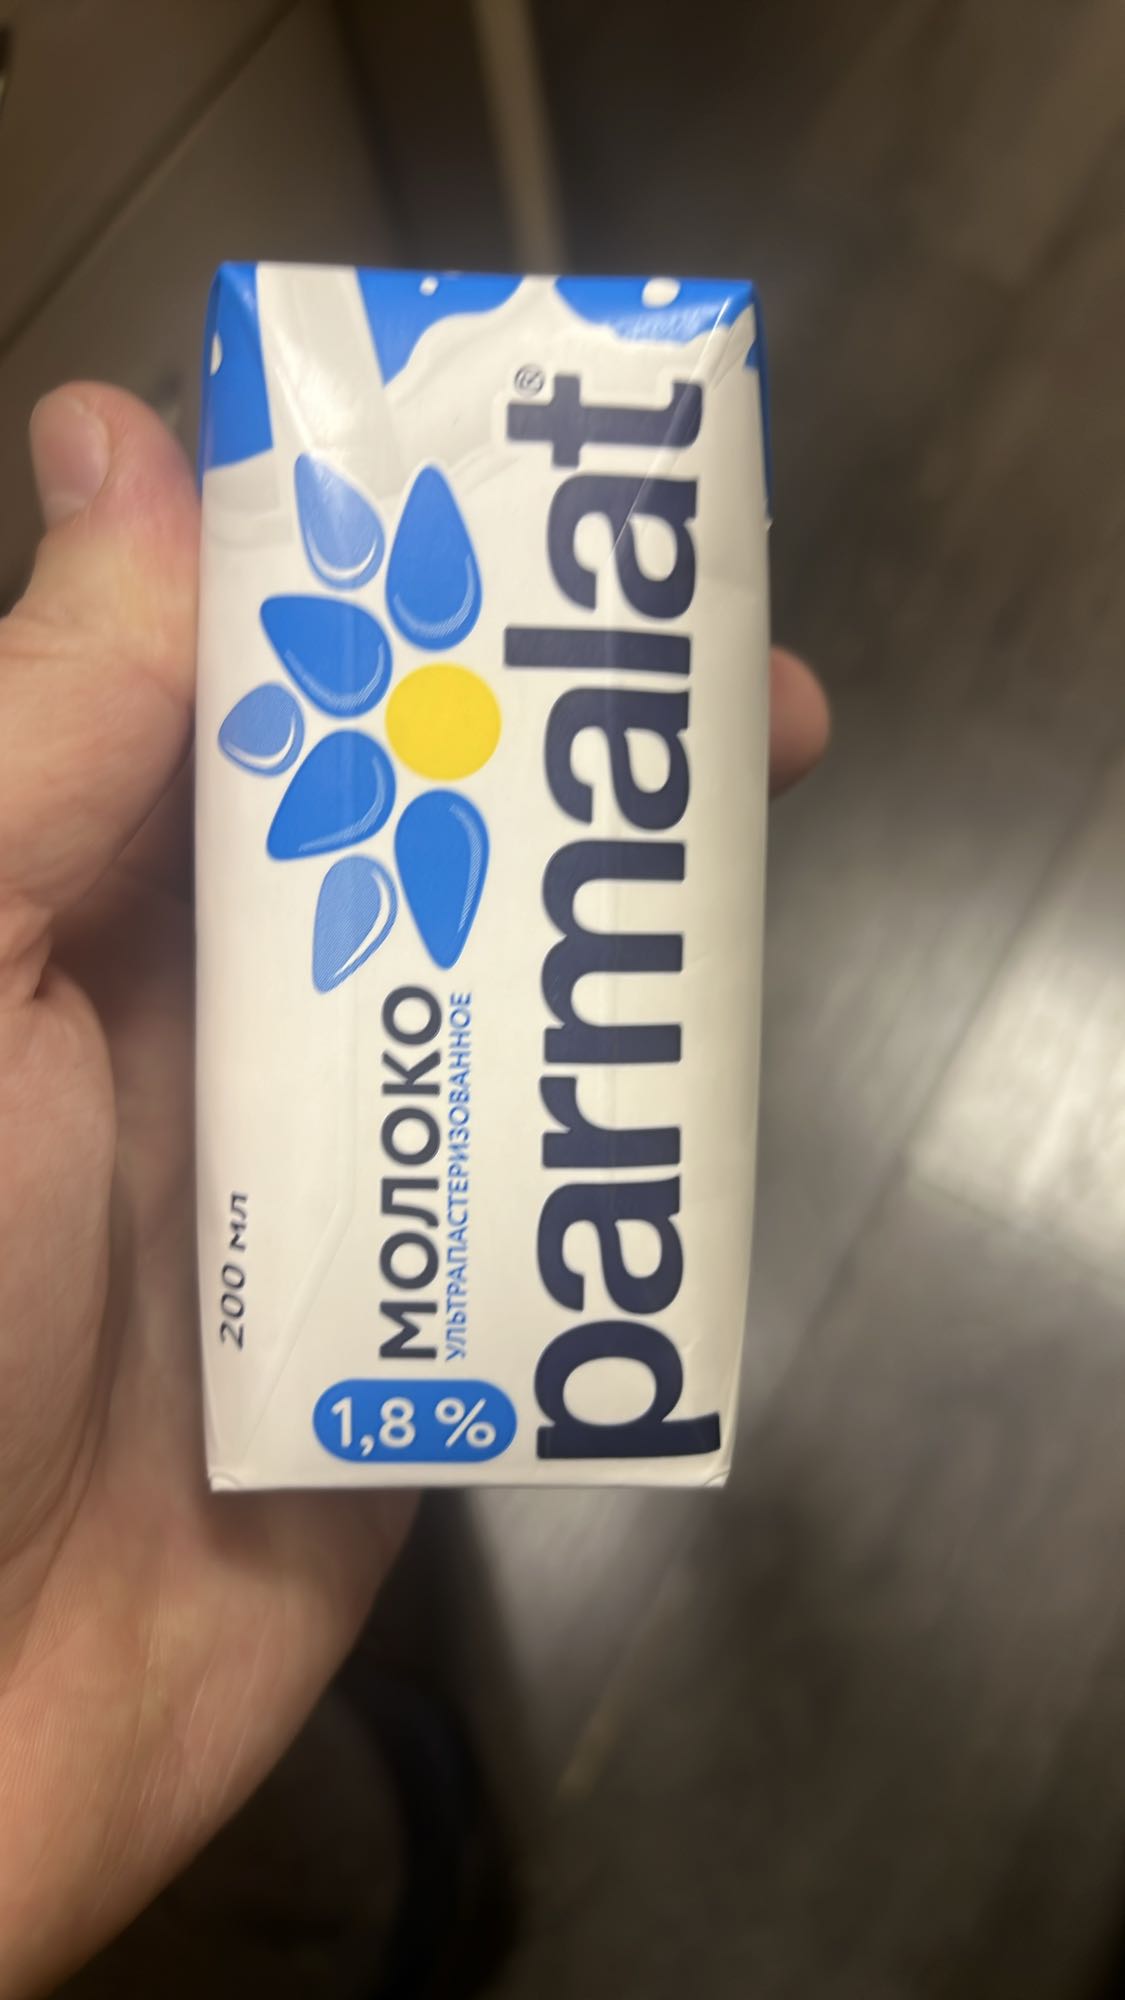 200 мл
1,8 %
МОЛОКО
УЛЬТРАПАСТЕРИЗОВАННОЕ
parmalat®